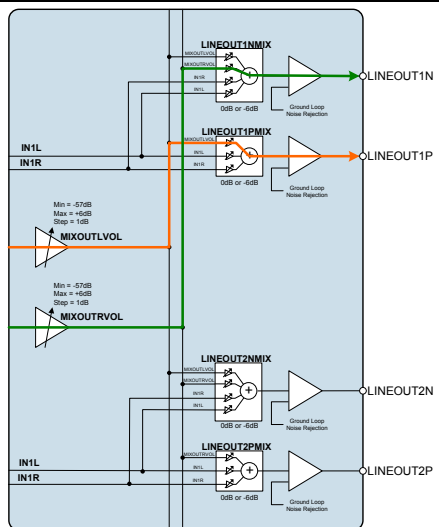 LINEOUT1NMIX
MIXOUTLVOL
MIXOUTRVOL
IN1R
IN1L
0dB or -6dB
Ground Loop
Noise Rejection
LINEOUT1N
LINEOUT1PMIX
MIXOUTLVOL
IN1L
IN1R
0dB or -6dB
Ground Loop
Noise Rejection
LINEOUT1P
IN1L
IN1R
Min = -57dB
Max = +6dB
Step = 1dB
MIXOUTLVOL
Min = -57dB
Max = +6dB
Step = 1dB
MIXOUTRVOL
LINEOUT2NMIX
MIXOUTLVOL
MIXOUTRVOL
IN1R
IN1L
0dB or -6dB
Ground Loop
Noise Rejection
LINEOUT2N
LINEOUT2PMIX
MIXOUTRVOL
IN1L
IN1R
0dB or -6dB
Ground Loop
Noise Rejection
LINEOUT2P
IN1L
IN1R